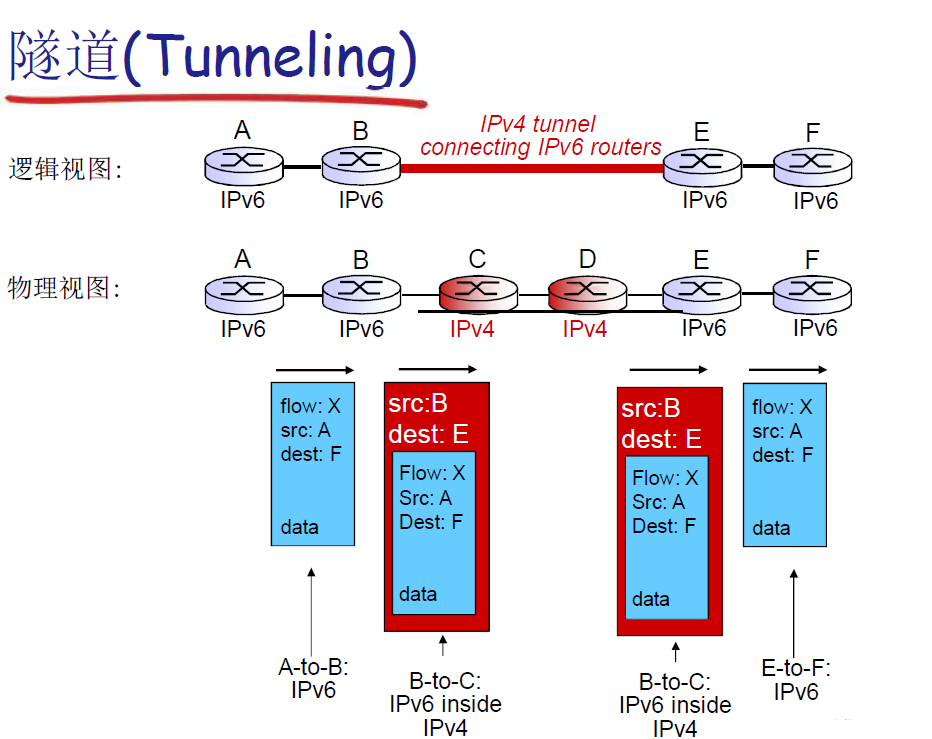 隧道(Tunneling)
IPv4 tunnel
connecting IPv6 routers
A B E F
逻辑视图:
IPv6 IPv6 IPv6 IPv6
A B C D E F
物理视图:
IPv6 IPv6 IPv4 IPv4 IPv6 IPv6
flow: X
src: A
dest: F
data
src:B
dest: E
Flow: X
Src: A
Dest: F
data
src:B
dest: E
Flow: X
Src: A
Dest: F
data
flow: X
src: A
dest: F
data
A-to-B:
IPv6
B-to-C:
IPv6 inside
IPv4
B-to-C:
IPv6 inside
IPv4
E-to-F:
IPv6